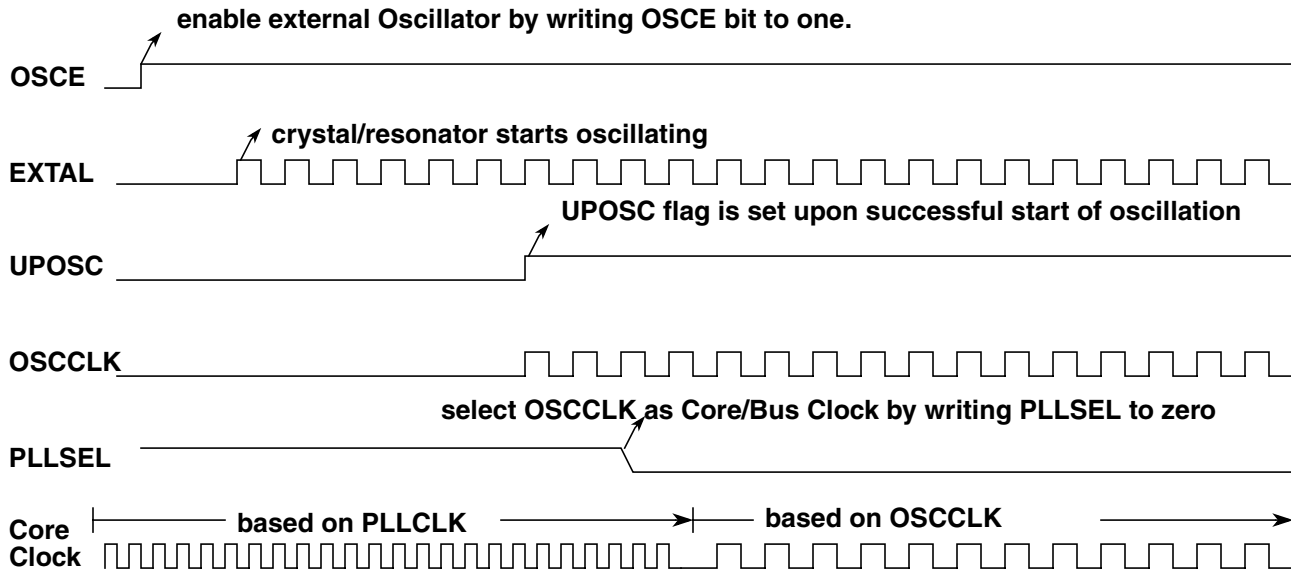 enable external Oscillator by writing OSCE bit to one.
OSCE
crystal/resonator starts oscillating
EXTAL
UPOSC flag is set upon successful start of oscillation
UPOSC
OSCCLK
select OSCCLK as Core/Bus Clock by writing PLLSEL to zero
PLLSEL
based on PLLCLK
based on OSCCLK
Core
Clock